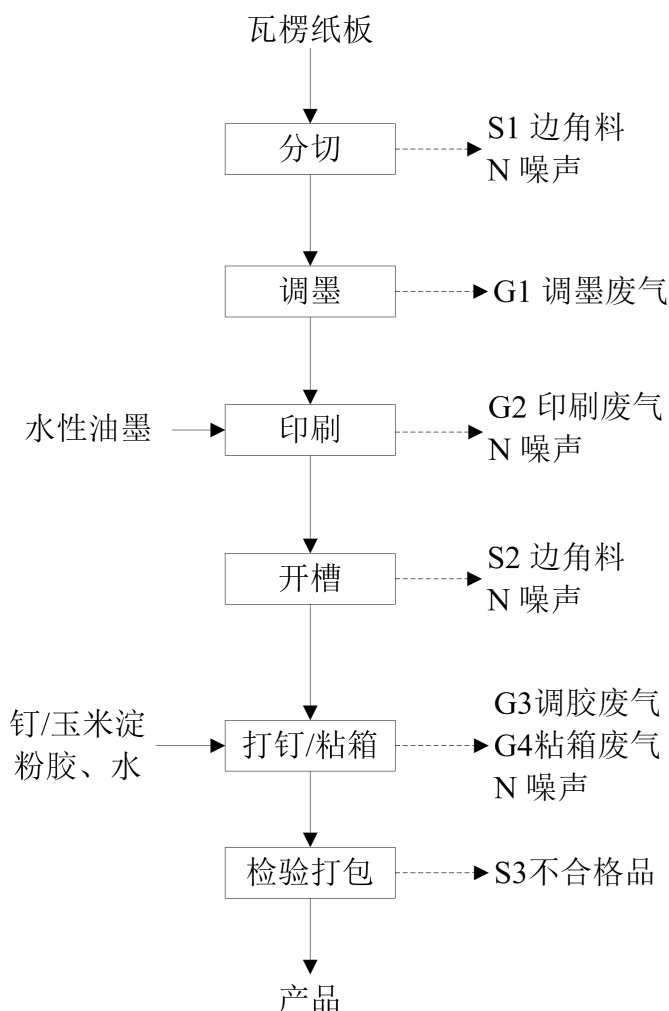 瓦楞纸板
分切
S1 边角料
N 噪声
调墨
G1 调墨废气
水性油墨
印刷
G2 印刷废气
N 噪声
开槽
S2 边角料
N 噪声
钉/玉米淀
粉胶、水
打钉/粘箱
G3调胶废气
G4粘箱废气
N 噪声
检验打包
S3不合格品
产品